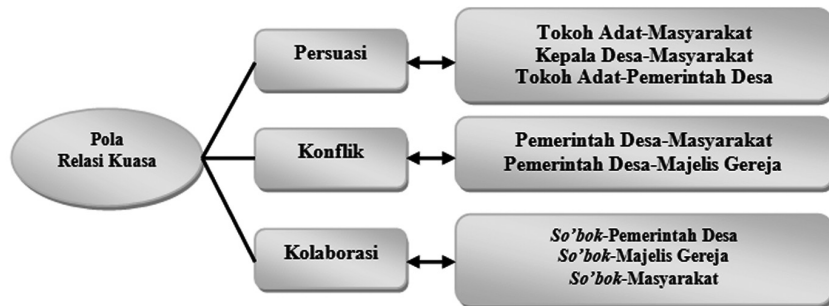 Pola
Relasi Kuasa
Persuasi
Tokoh Adat-Masyarakat
Kepala Desa-Masyarakat
Tokoh Adat-Pemerintah Desa
Konflik
Pemerintah Desa-Masyarakat
Pemerintah Desa-Majelis Gereja
Kolaborasi
So’bok-Pemerintah Desa
So’bok-Majelis Gereja
So’bok-Masyarakat